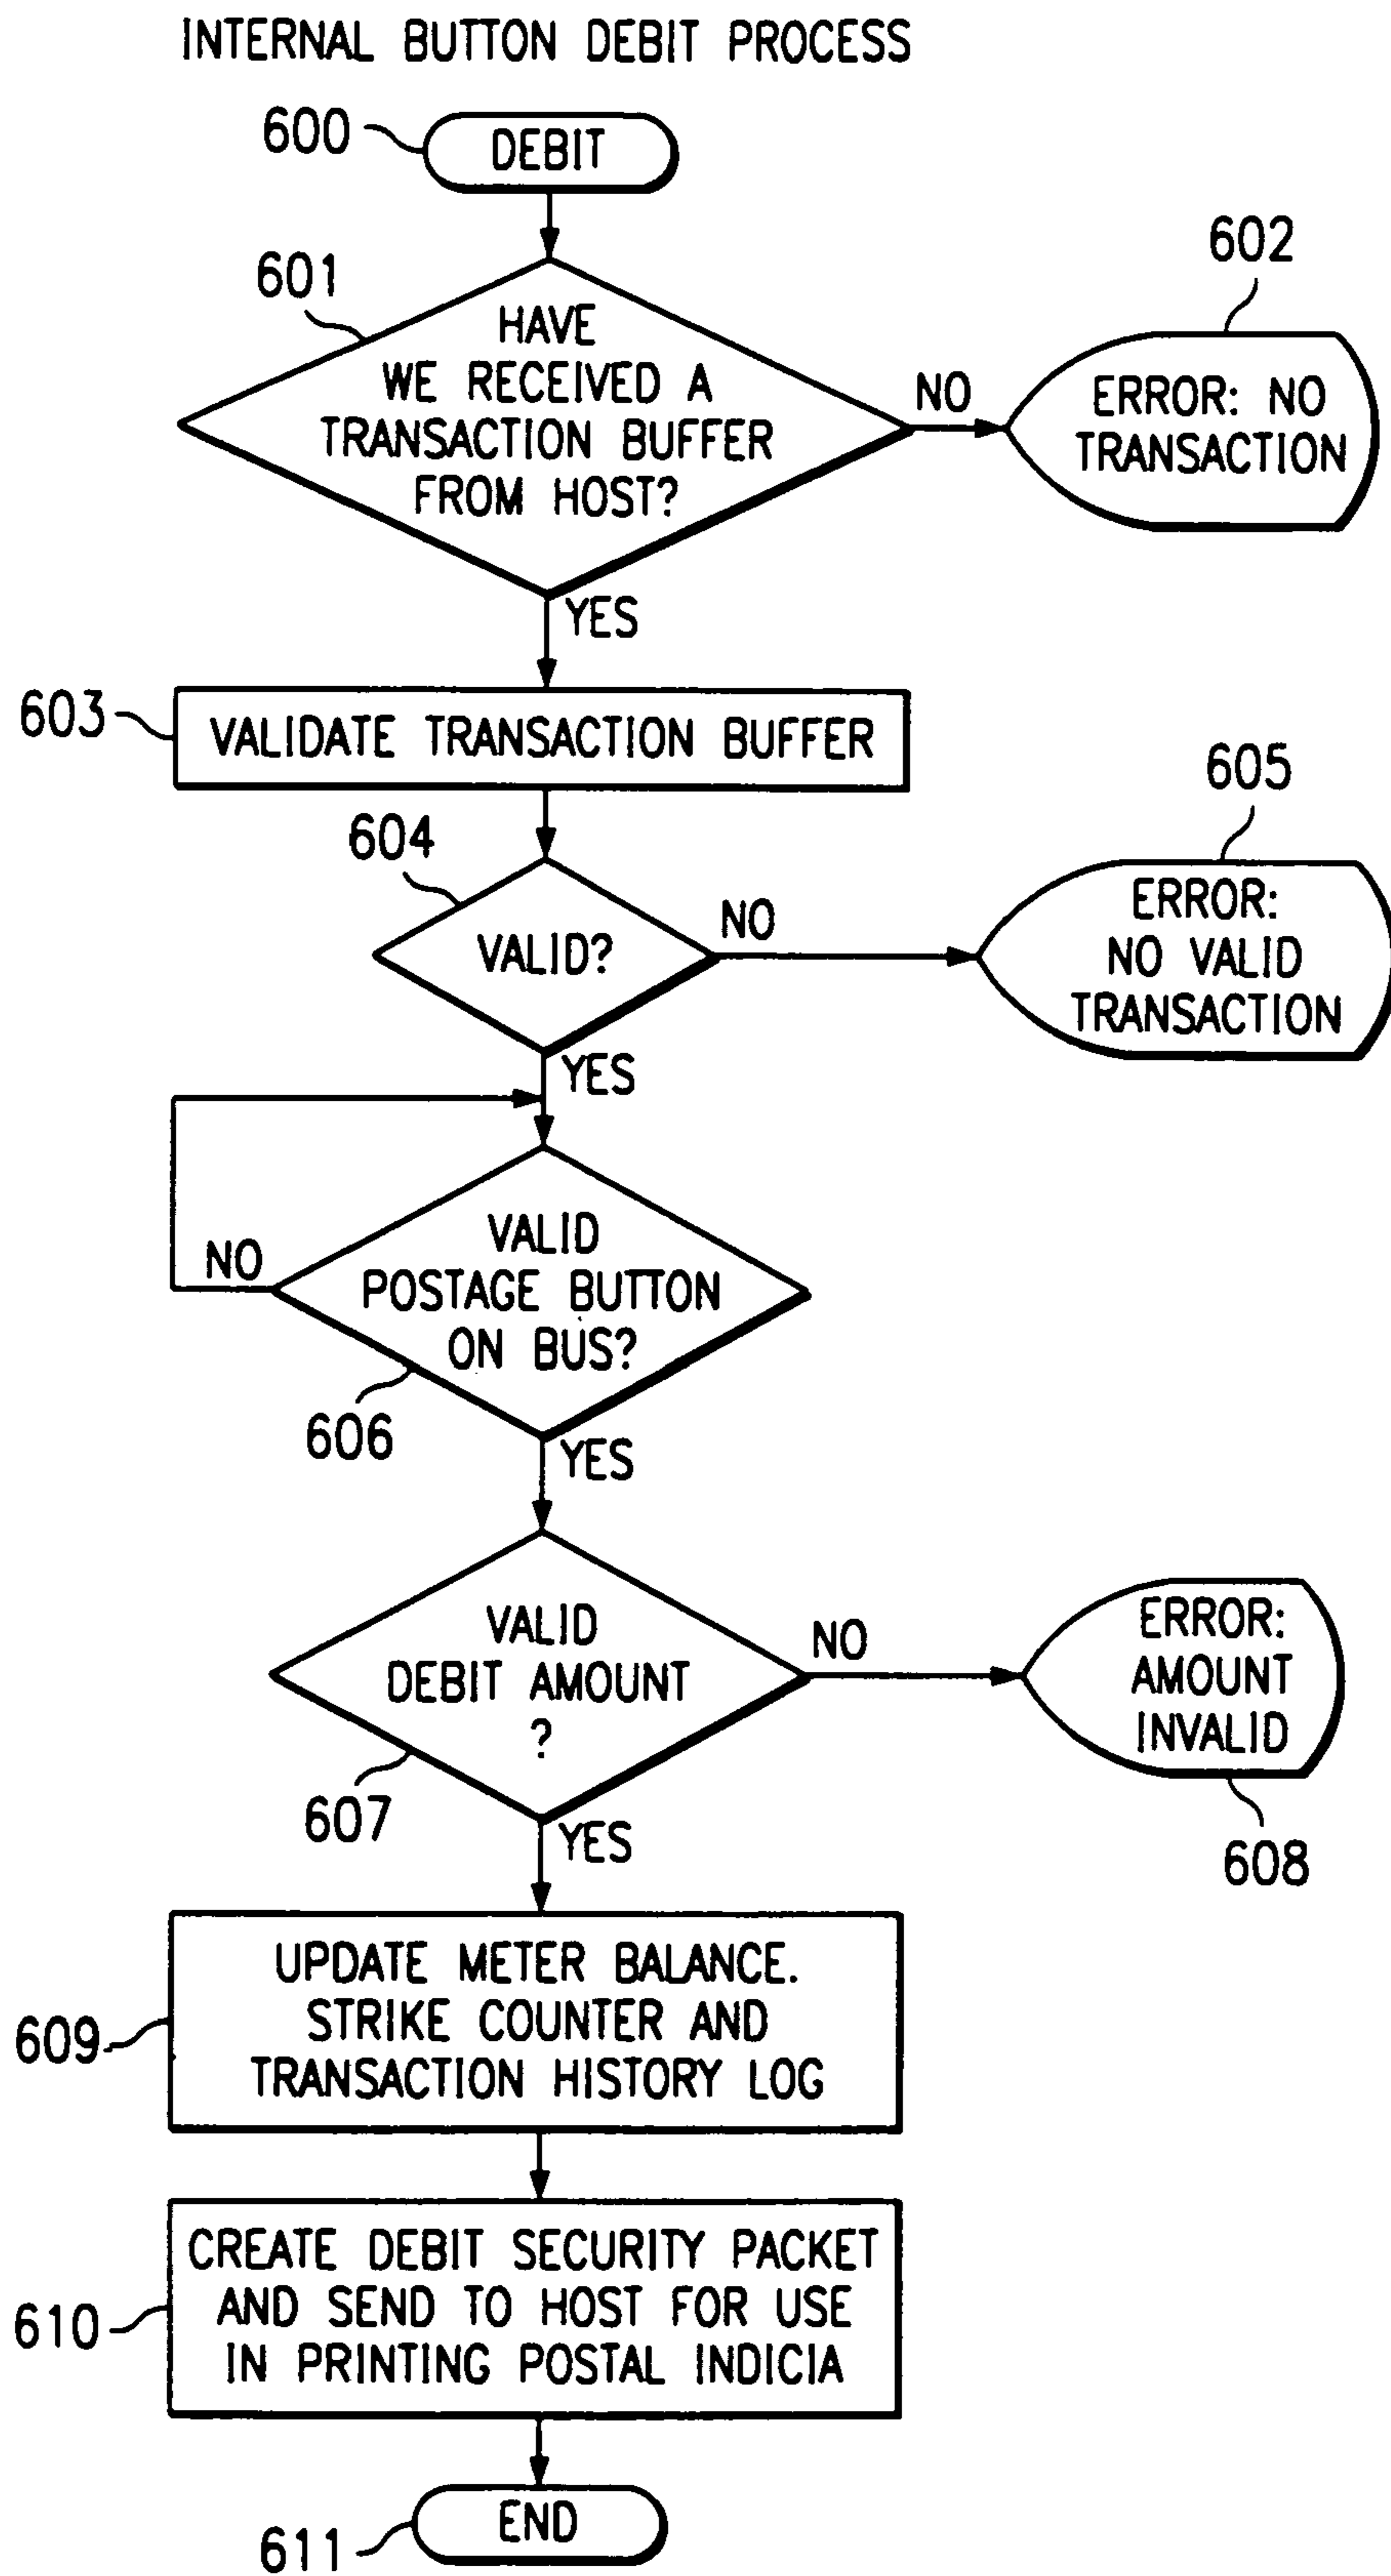 INTERNAL BUTTON DEBIT PROCESS
600
DEBIT
601
HAVE
WE RECEIVED A
TRANSACTION BUFFER
FROM HOST?
NO
602
ERROR: NO
TRANSACTION
YES
603
VALIDATE TRANSACTION BUFFER
604
VALID?
NO
605
ERROR:
NO VALID
TRANSACTION
YES
VALID
POSTAGE BUTTON
ON BUS?
NO
606
YES
VALID
DEBIT AMOUNT
?
NO
607
ERROR:
AMOUNT
INVALID
608
YES
609
UPDATE METER BALANCE.
STRIKE COUNTER AND
TRANSACTION HISTORY LOG
610
CREATE DEBIT SECURITY PACKET
AND SEND TO HOST FOR USE
IN PRINTING POSTAL INDICIA
END
611